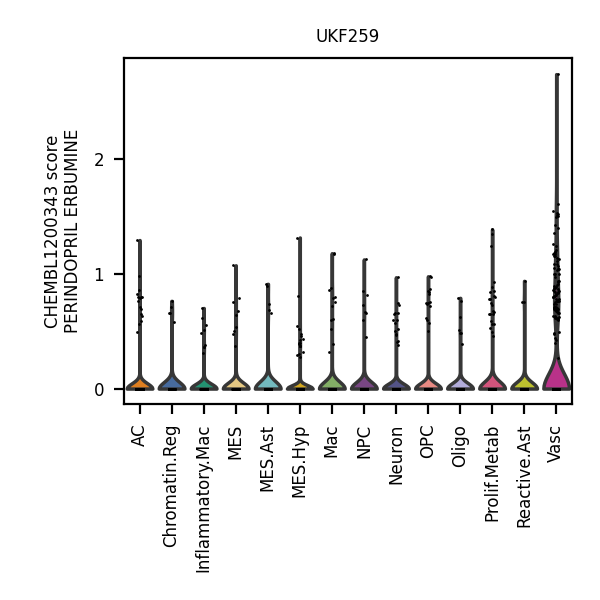 UKF259
CHEMBL1200343 score
PERINDOPRIL ERBUMINE
2
1
0
AC
Chromatin.Reg
Inflammatory.Mac
MES
MES.Ast
MES.Hyp
Mac
NPC
Neuron
OPC
Oligo
Prolif.Metab
Reactive.Ast
Vasc